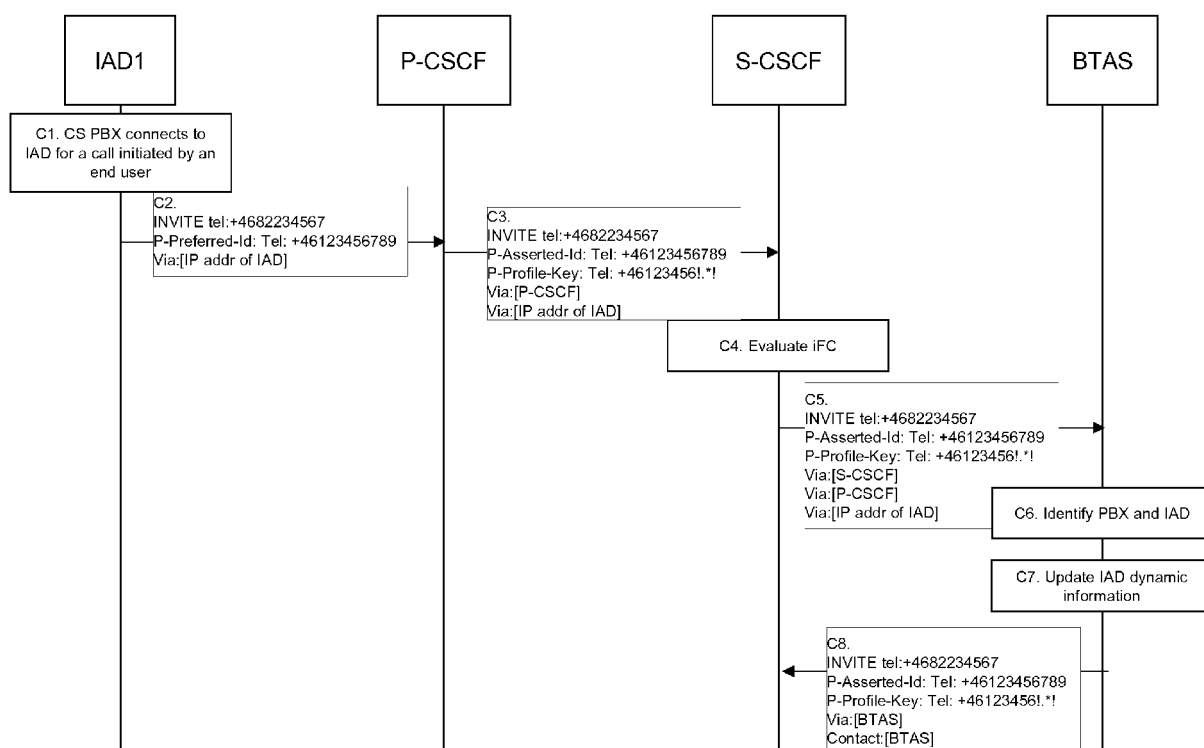 IAD1
P-CSCF
S-CSCF
BTAS
C1. CS PBX connects to
IAD for a call initiated by an
end user
C2.
INVITE tel:+4682234567
P-Preferred-Id: Tel: +46123456789
Via:[IP addr of IAD]
C3.
INVITE tel:+4682234567
P-Asserted-Id: Tel: +46123456789
P-Profile-Key: Tel: +46123456!.*!
Via:[P-CSCF]
Via:[IP addr of IAD]
C4. Evaluate iFC
C5.
INVITE tel:+4682234567
P-Asserted-Id: Tel: +46123456789
P-Profile-Key: Tel: +46123456!.*!
Via:[S-CSCF]
Via:[P-CSCF]
Via:[IP addr of IAD]
C6. Identify PBX and IAD
C7. Update IAD dynamic
information
C8.
INVITE tel:+4682234567
P-Asserted-Id: Tel: +46123456789
P-Profile-Key: Tel: +46123456!.*!
Via:[BTAS]
Contact:[BTAS]